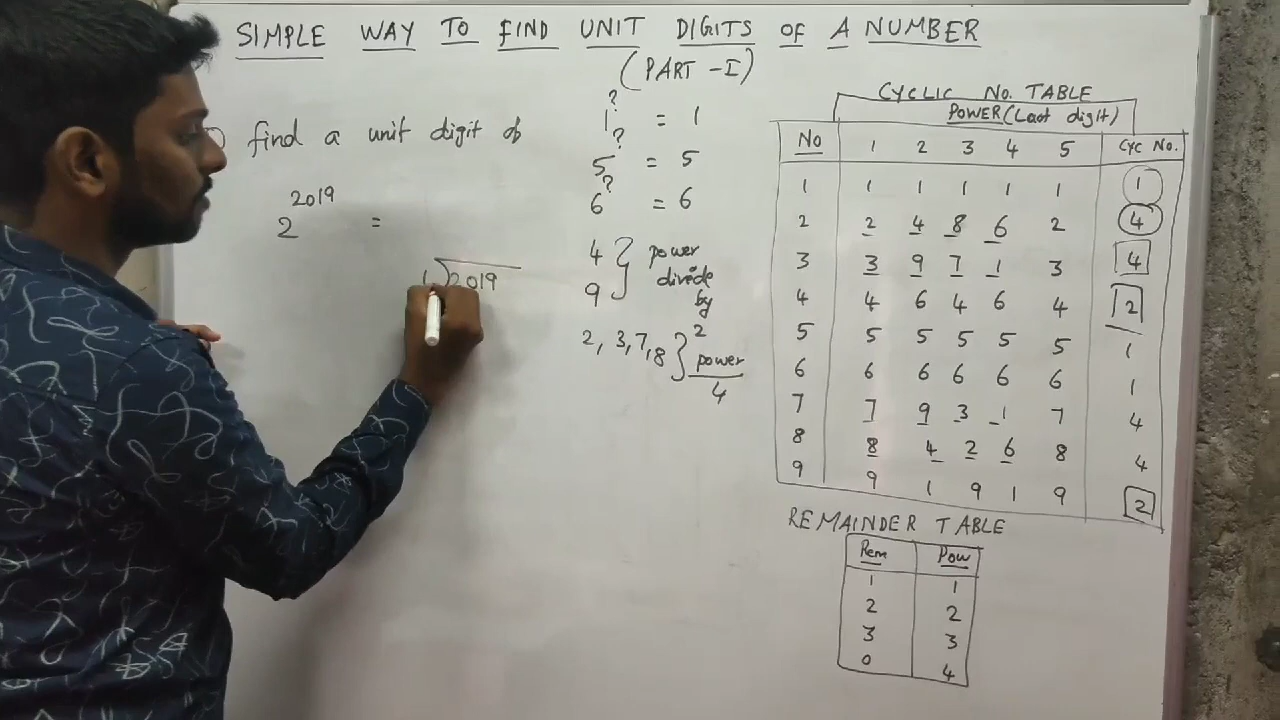 SIMPLE WAY TO FIND UNIT DIGITS OF A NUMBER
(PART-I)
find a unit digit of
2^2019 =
2019
1^? = 1
5^? = 5
6^? = 6
4
9
} power
divide
by
2
2, 3, 7, 8 } power
4
CYCLIC No. TABLE
POWER (Last digit)
No 1 2 3 4 5 CYC No.
1 1 1 1 1 1 1
2 2 4 8 6 2 4
3 3 9 7 1 3 4
4 4 6 4 6 4 2
5 5 5 5 5 5 1
6 6 6 6 6 6 1
7 7 9 3 1 7 4
8 8 4 2 6 8 4
9 9 1 9 1 9 2
REMAINDER TABLE
Rem Pow
1 1
2 2
3 3
0 4